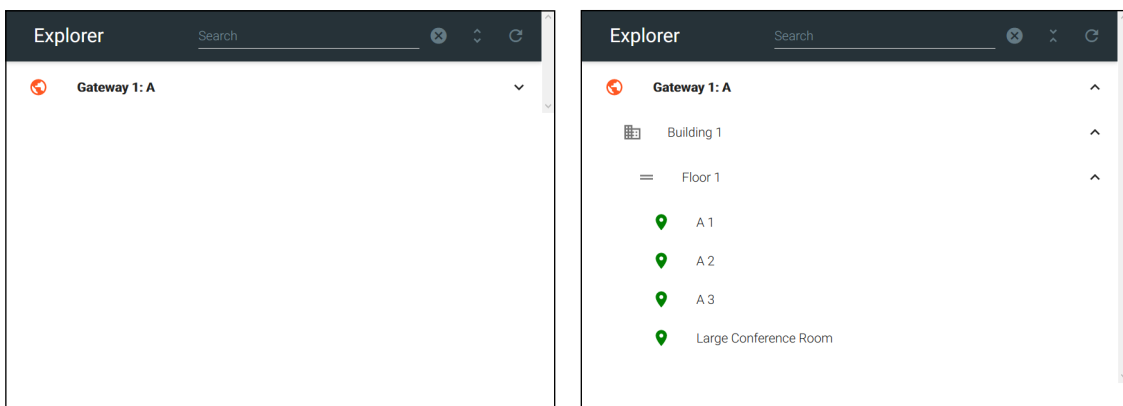 Explorer
Search
Gateway 1: A
Explorer
Search
Gateway 1: A
Building 1
Floor 1
A 1
A 2
A 3
Large Conference Room